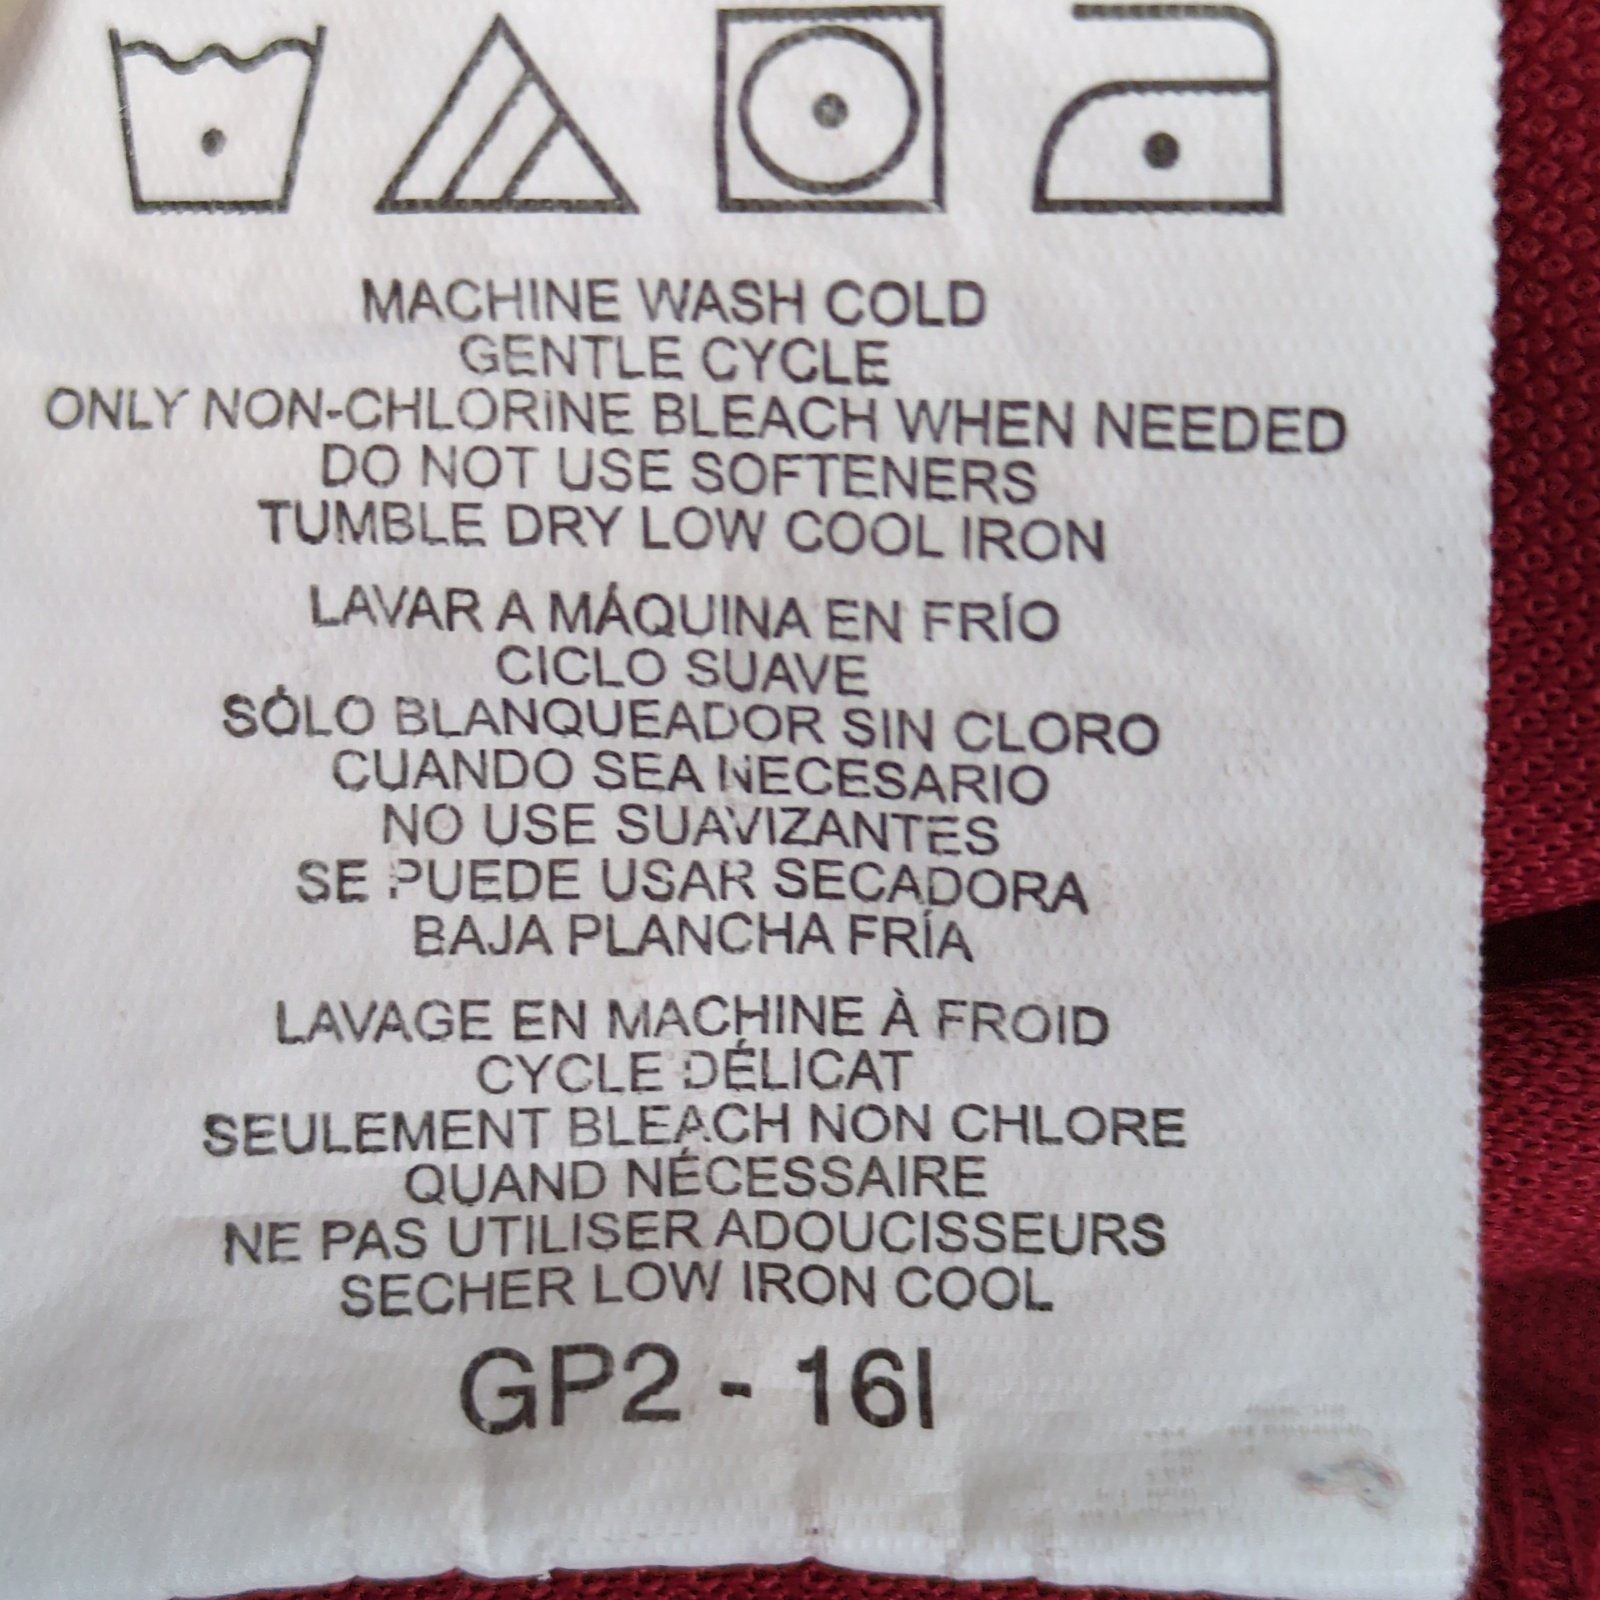 MACHINE WASH COLD
GENTLE CYCLE
ONLY NON-CHLORINE BLEACH WHEN NEEDED
DO NOT USE SOFTENERS
TUMBLE DRY LOW COOL IRON
LAVAR A MÁQUINA EN FRÍO
CICLO SUAVE
SÓLO BLANQUEADOR SIN CLORO
CUANDO SEA NECESARIO
NO USE SUAVIZANTES
SE PUEDE USAR SECADORA
BAJA PLANCHA FRÍA
LAVAGE EN MACHINE À FROID
CYCLE DÉLICAT
SEULEMENT BLEACH NON CHLORE
QUAND NÉCESSAIRE
NE PAS UTILISER ADOUCISSEURS
SECHER LOW IRON COOL
GP2 - 16I